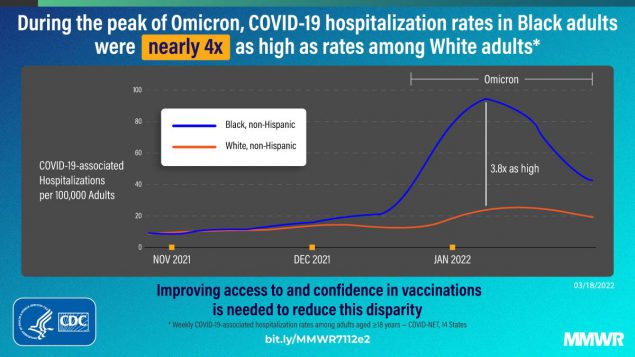 During the peak of Omicron, COVID-19 hospitalization rates in Black adults
were nearly 4x as high as rates among White adults*
Omicron
100
80
60
40
20
0
Black, non-Hispanic
White, non-Hispanic
COVID-19-associated
Hospitalizations
per 100,000 Adults
3.8x as high
NOV 2021
DEC 2021
JAN 2022
03/18/2022
Improving access to and confidence in vaccinations
is needed to reduce this disparity
* Weekly COVID-19-associated hospitalization rates among adults aged ≥18 years – COVID-NET, 14 States
bit.ly/MMWR7112e2
CDC
MMWR